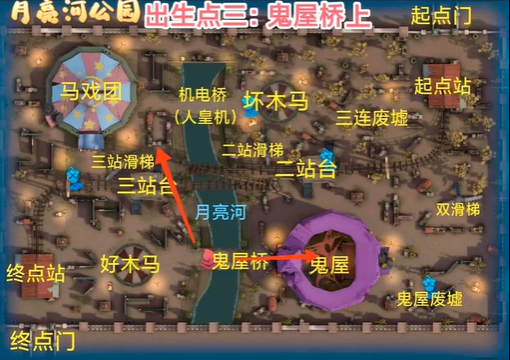 月亮河公园
出生点三：鬼屋桥上
起点门
马戏团
机电桥
（人皇机）
坏木马
起点站
三连废墟
三站滑梯
二站滑梯
三站台
二站台
月亮河
双滑梯
终点站
好木马
鬼屋桥
鬼屋
鬼屋废墟
终点门